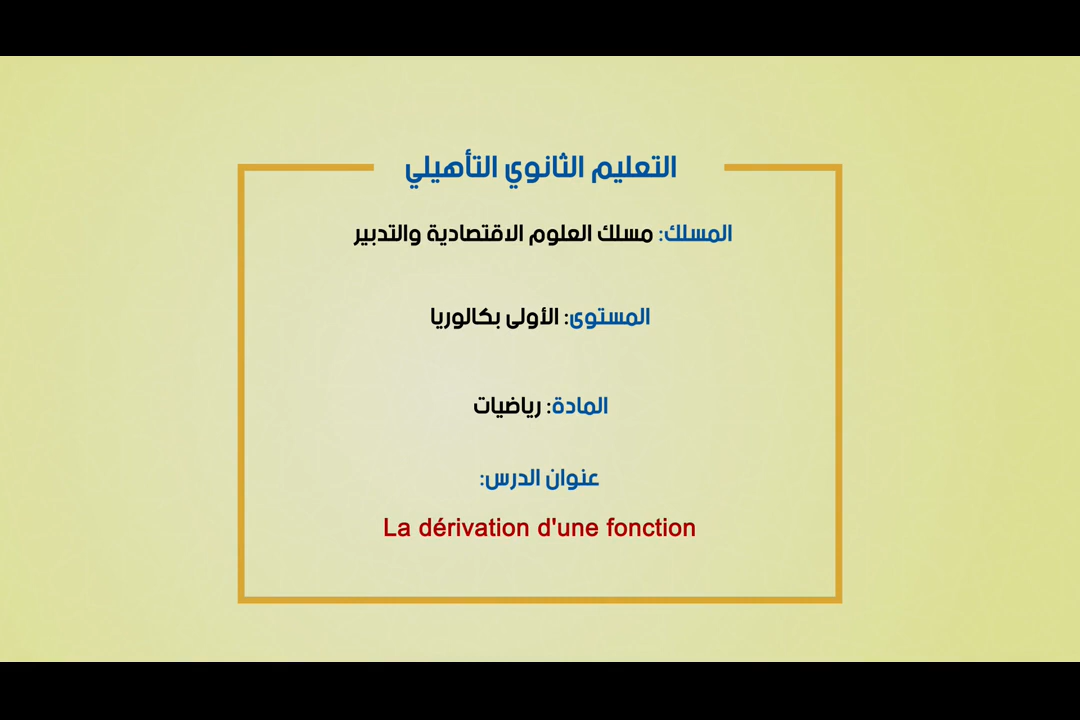 التعليم الثانوي التأهيلي
المسلك: مسلك العلوم الاقتصادية والتدبير
المستوى: الأولى بكالوريا
المادة: رياضيات
عنوان الدرس:
La dérivation d'une fonction